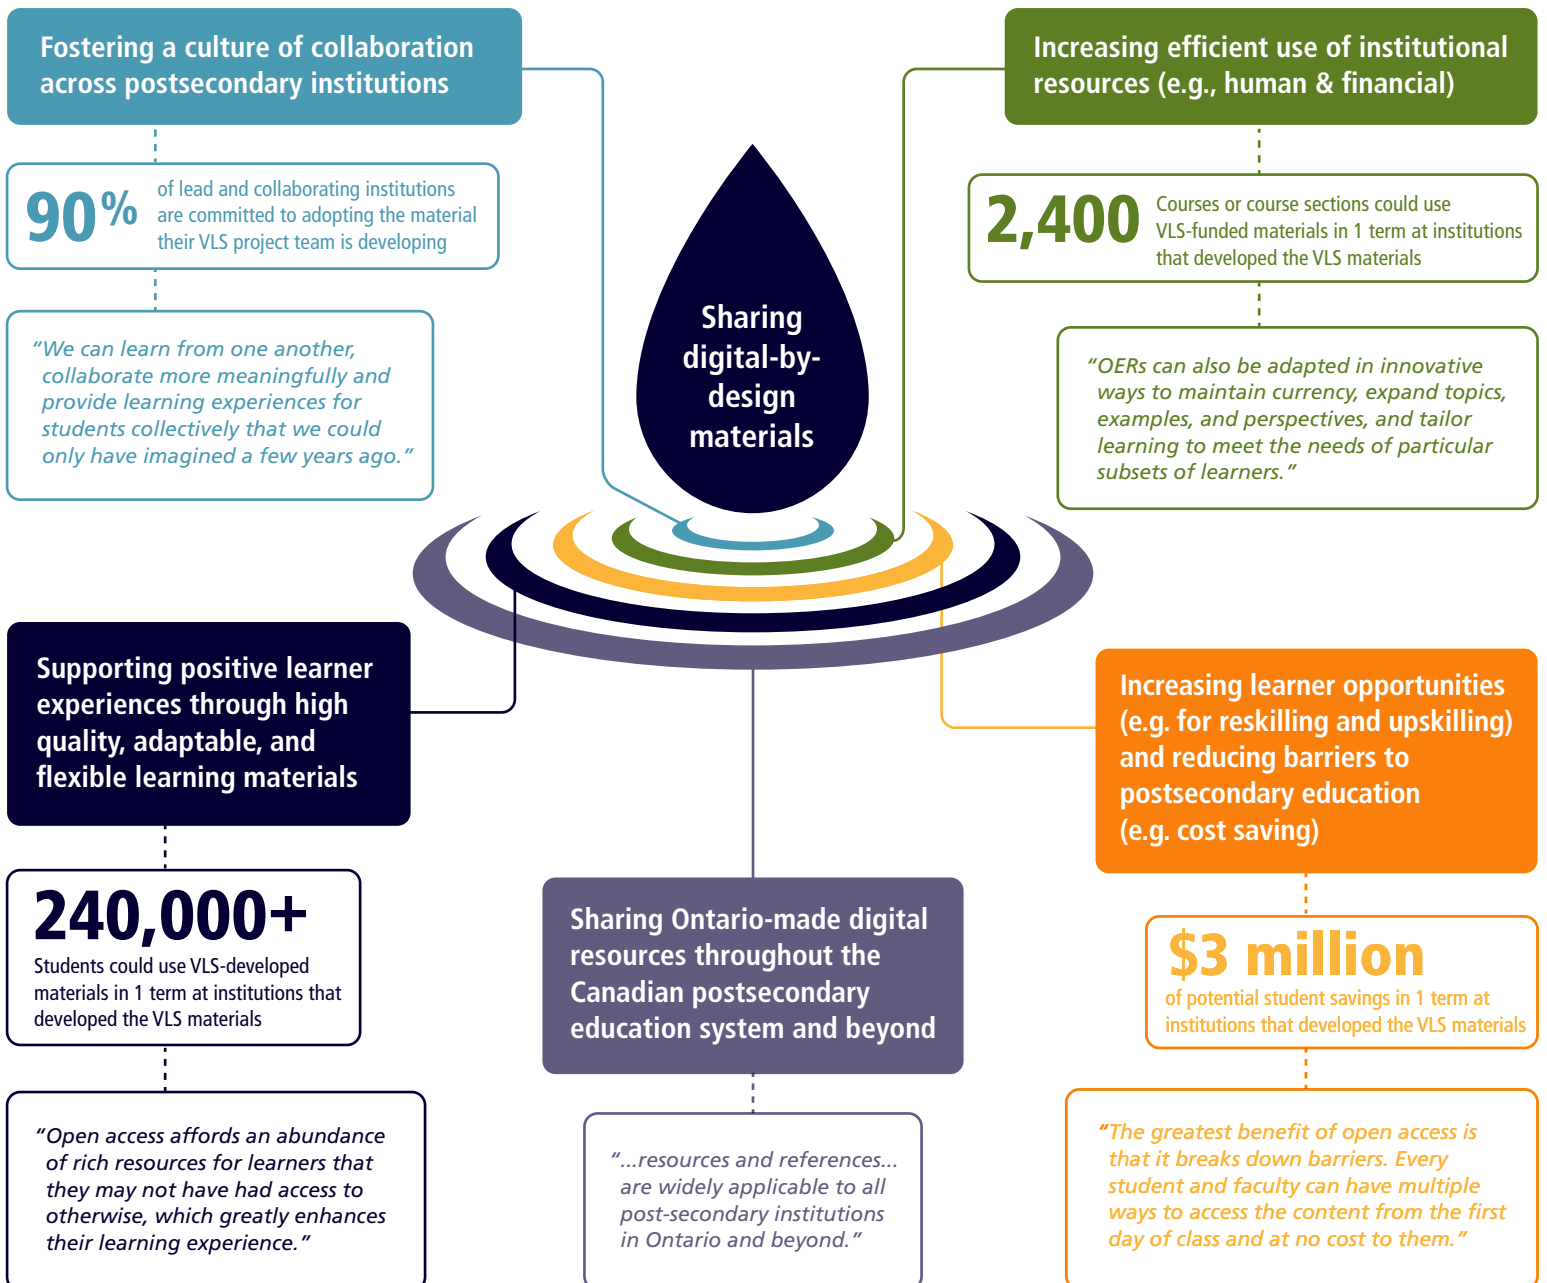 Fostering a culture of collaboration
across postsecondary institutions
90%
of lead and collaborating institutions
are committed to adopting the material
their VLS project team is developing
“We can learn from one another,
collaborate more meaningfully and
provide learning experiences for
students collectively that we could
only have imagined a few years ago.”
Increasing efficient use of institutional
resources (e.g., human & financial)
2,400
Courses or course sections could use
VLS-funded materials in 1 term at institutions
that developed the VLS materials
“OERs can also be adapted in innovative
ways to maintain currency, expand topics,
examples, and perspectives, and tailor
learning to meet the needs of particular
subsets of learners.”
Sharing
digital-by-
design
materials
Supporting positive learner
experiences through high
quality, adaptable, and
flexible learning materials
240,000+
Students could use VLS-developed
materials in 1 term at institutions that
developed the VLS materials
“Open access affords an abundance
of rich resources for learners that
they may not have had access to
otherwise, which greatly enhances
their learning experience.”
Sharing Ontario-made digital
resources throughout the
Canadian postsecondary
education system and beyond
“...resources and references...
are widely applicable to all
post-secondary institutions
in Ontario and beyond.”
Increasing learner opportunities
(e.g. for reskilling and upskilling)
and reducing barriers to
postsecondary education
(e.g. cost saving)
$3 million
of potential student savings in 1 term at
institutions that developed the VLS materials
“The greatest benefit of open access is
that it breaks down barriers. Every
student and faculty can have multiple
ways to access the content from the first
day of class and at no cost to them.”